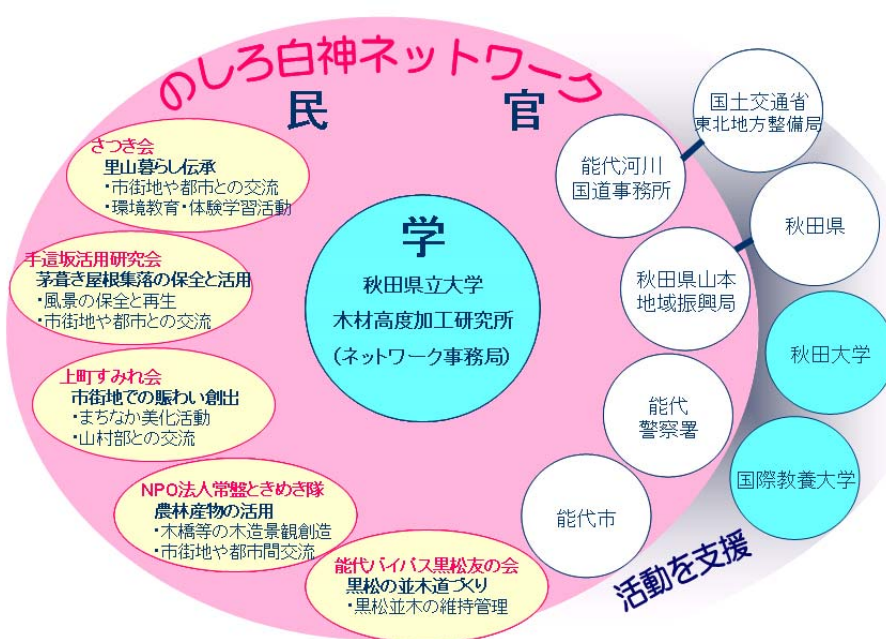 のしろ白神ネットワーク
民
官
さつき会
里山暮らし伝承
・市街地や都市との交流
・環境教育・体験学習活動
手這坂活用研究会
茅葺き屋根集落の保全と活用
・風景の保全と再生
・市街地や都市との交流
上町すみれ会
市街地での賑わい創出
・まちなか美化活動
・山村部との交流
NPO法人常盤ときめき隊
農林産物の活用
・木橋等の木造景観創造
・市街地や都市間交流
能代バイパス黒松友の会
黒松の並木道づくり
・黒松並木の維持管理
学
秋田県立大学
木材高度加工研究所
(ネットワーク事務局)
能代河川
国道事務所
秋田県山本
地域振興局
能代
警察署
能代市
国土交通省
東北地方整備局
秋田県
秋田大学
国際教養大学
活動を支援